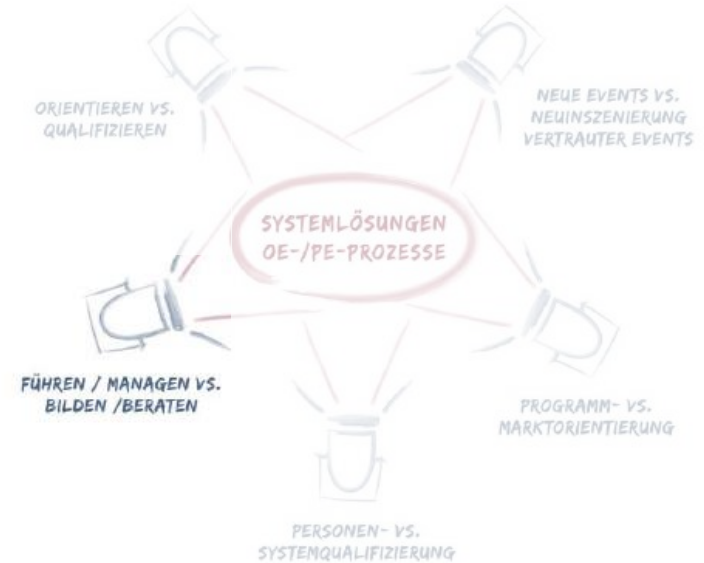 ORIENTIEREN VS.
QUALIFIZIEREN
NEUE EVENTS VS.
NEUINSZENIERUNG
VERTRAUTER EVENTS
SYSTEMLÖSUNGEN
OE-/PE-PROZESSE
FÜHREN / MANAGEN VS.
BILDEN /BERATEN
PROGRAMM- VS.
MARKTORIENTIERUNG
PERSONEN- VS.
SYSTEMQUALIFIZIERUNG